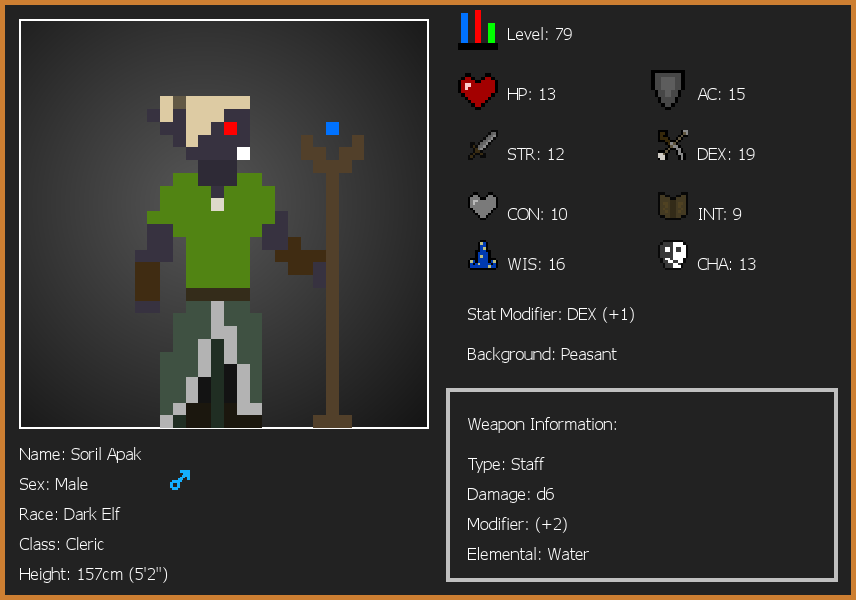 Level: 79
HP: 13
AC: 15
STR: 12
DEX: 19
CON: 10
INT: 9
WIS: 16
CHA: 13
Stat Modifier: DEX (+1)
Background: Peasant
Weapon Information:
Type: Staff
Damage: d6
Modifier: (+2)
Elemental: Water
Name: Soril Apak
Sex: Male
Race: Dark Elf
Class: Cleric
Height: 157cm (5'2")